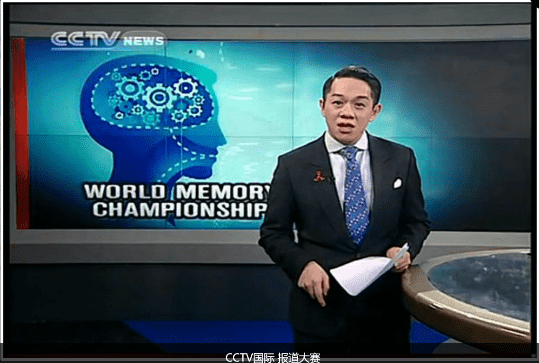 CCTV NEWS
WORLD MEMORY
CHAMPIONSHIP
CCTV国际 报道大赛